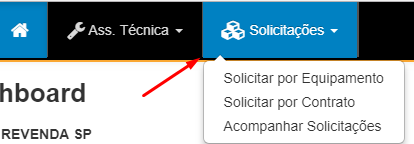 Ass. Técnica
Solicitações
Solicitar por Equipamento
Solicitar por Contrato
Acompanhar Solicitações
hboard
REVENDA SP